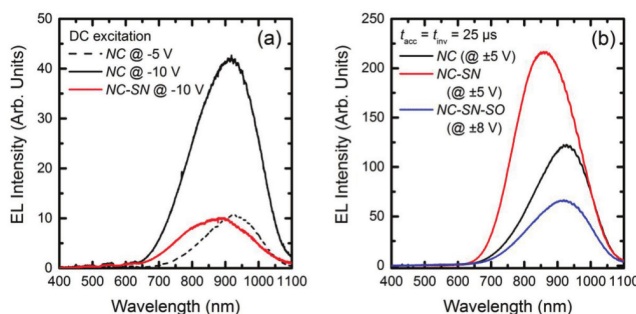 DC excitation
(a)
NC @ -5 V
NC @ -10 V
NC-SN @ -10 V
EL Intensity (Arb. Units)
50
40
30
20
10
0
400 500 600 700 800 900 1000 1100
Wavelength (nm)
t_acc = t_inv = 25 µs
(b)
NC (@ ±5 V)
NC-SN
(@ ±5 V)
NC-SN-SO
(@ ±8 V)
EL Intensity (Arb. Units)
250
200
150
100
50
0
400 500 600 700 800 900 1000 1100
Wavelength (nm)